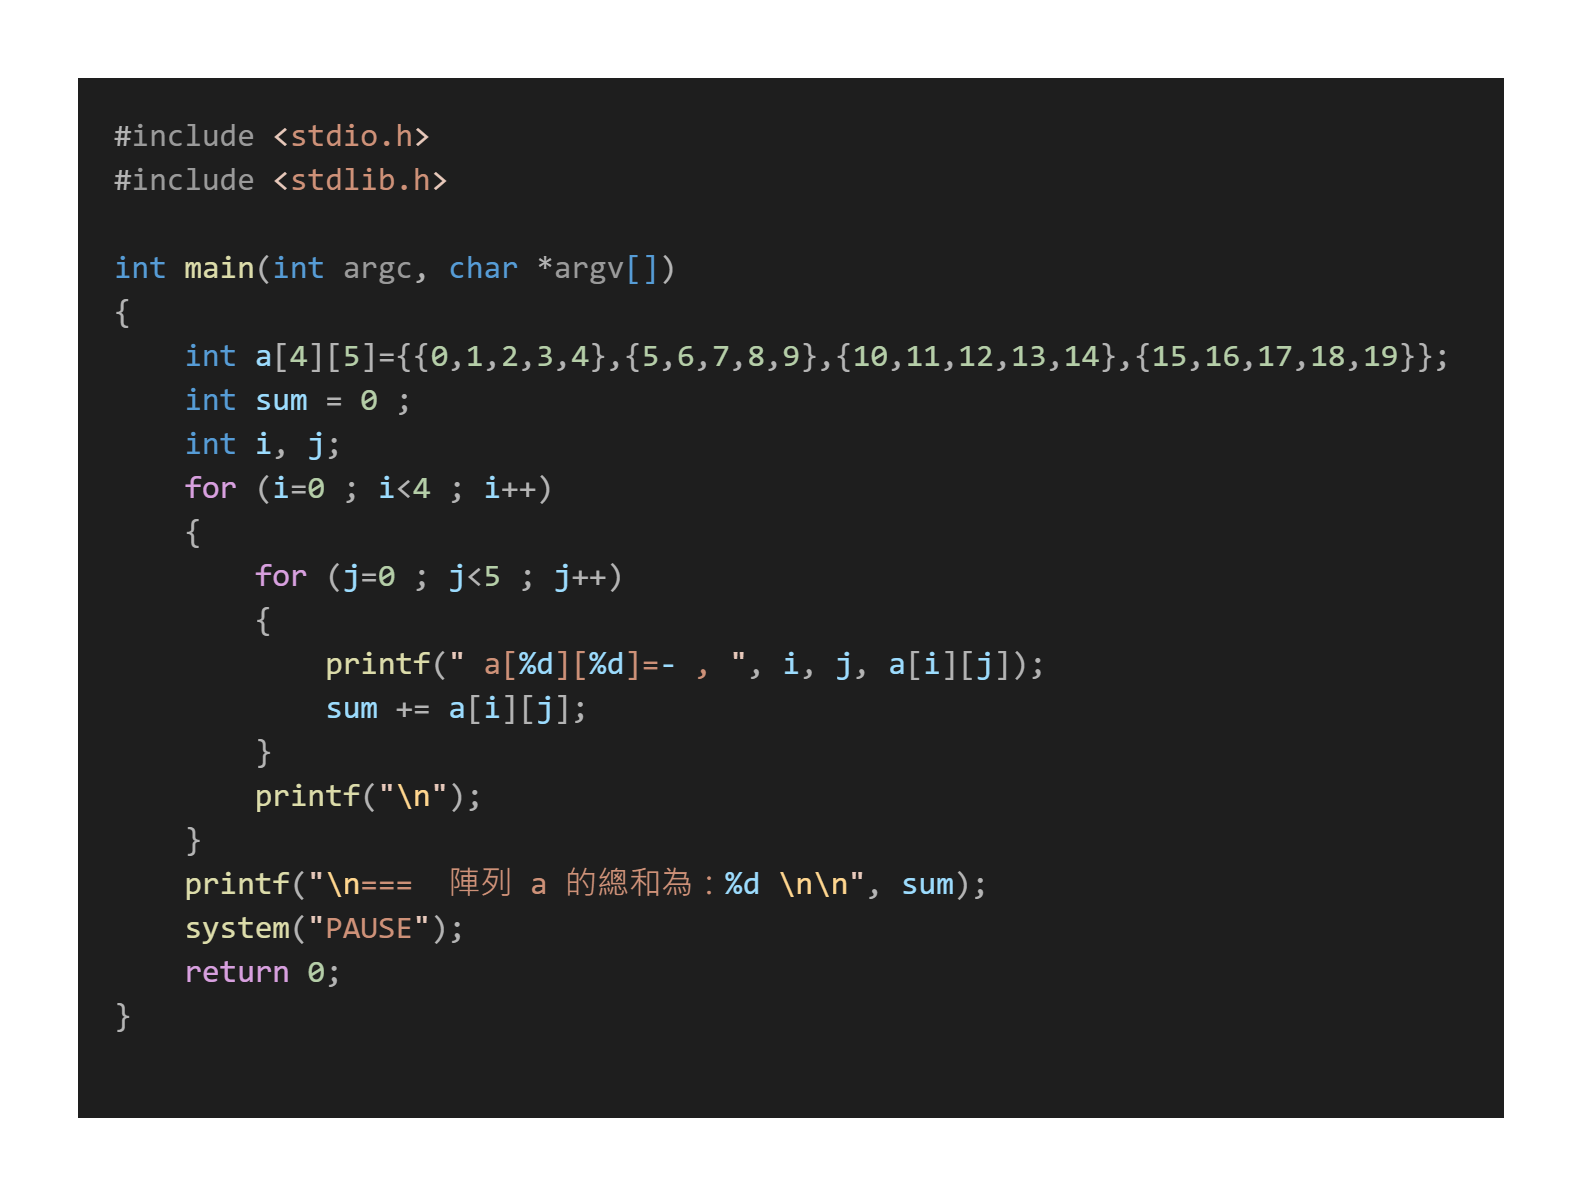 #include <stdio.h>
#include <stdlib.h>
int main(int argc, char *argv[])
{
    int a[4][5]={{0,1,2,3,4},{5,6,7,8,9},{10,11,12,13,14},{15,16,17,18,19}};
    int sum = 0 ;
    int i, j;
    for (i=0 ; i<4 ; i++)
    {
        for (j=0 ; j<5 ; j++)
        {
            printf(" a[%d][%d]=- , ", i, j, a[i][j]);
            sum += a[i][j];
        }
        printf("\n");
    }
    printf("\n===  陣列 a 的總和為：%d \n\n", sum);
    system("PAUSE");
    return 0;
}